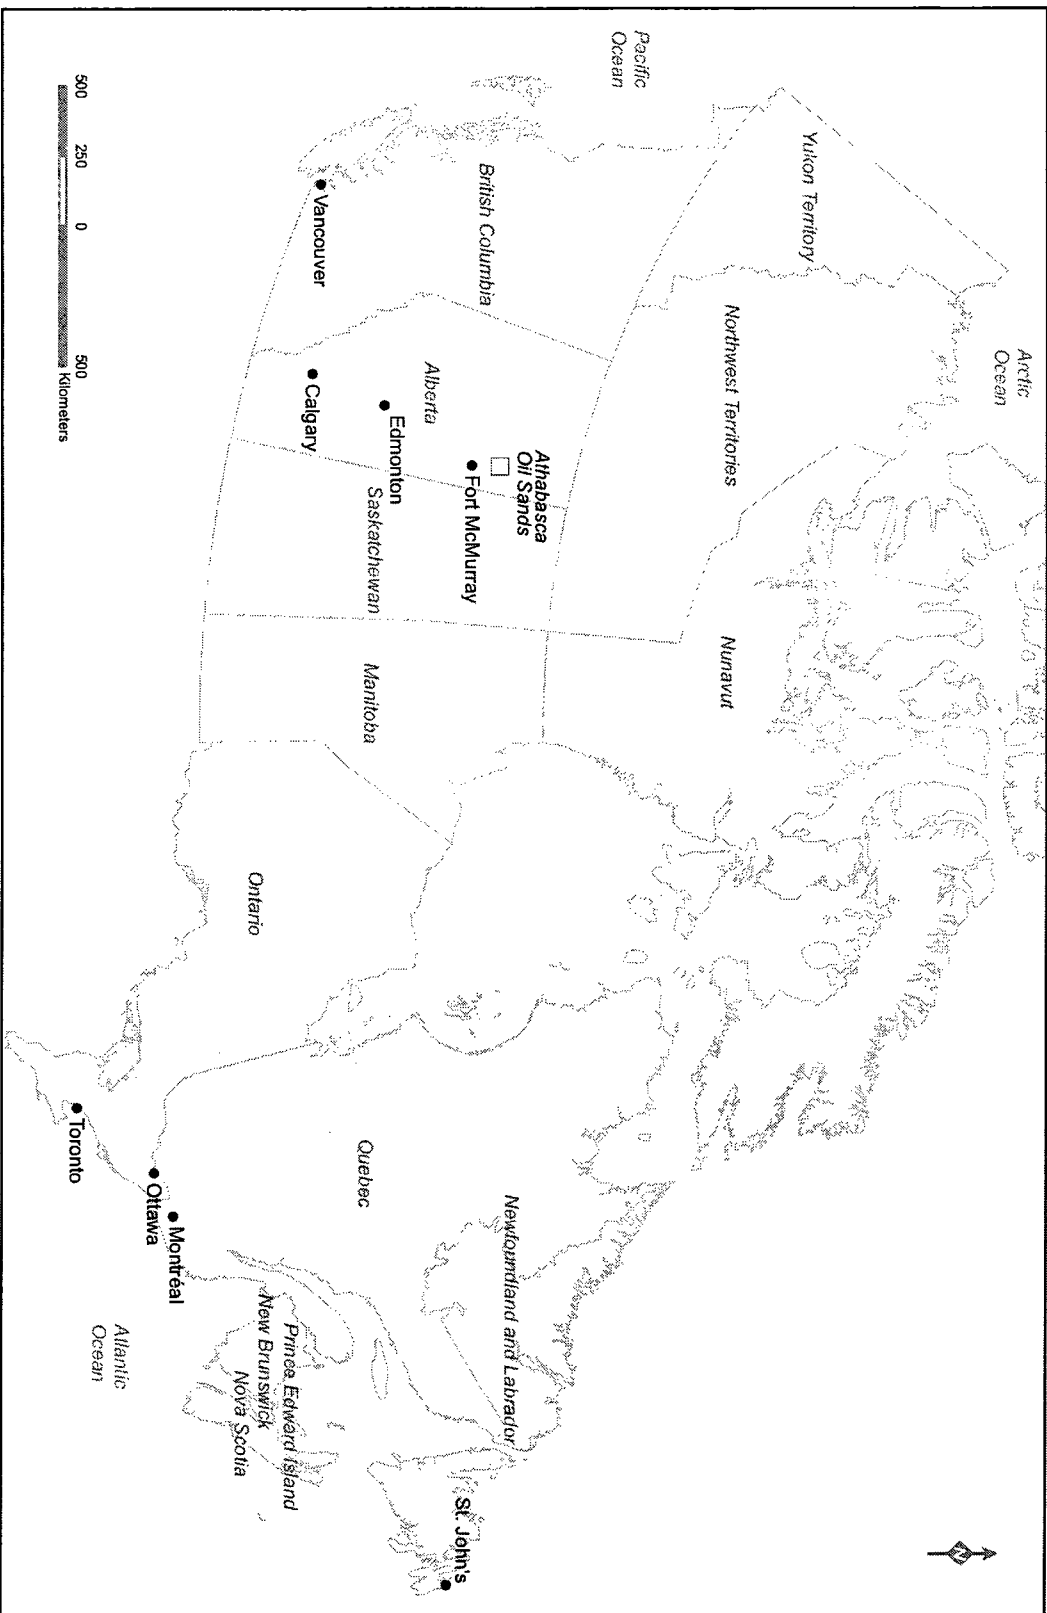 Arctic
Ocean
Pacific
Ocean
Yukon Territory
Northwest Territories
Nunavut
British Columbia
Alberta
Athabasca
Oil Sands
Fort McMurray
Edmonton
Calgary
Vancouver
Saskatchewan
Manitoba
Ontario
Quebec
Newfoundland and Labrador
St. John's
Prince Edward Island
New Brunswick
Nova Scotia
Montréal
Ottawa
Toronto
Atlantic
Ocean
500 250 0 500
Kilometers
N